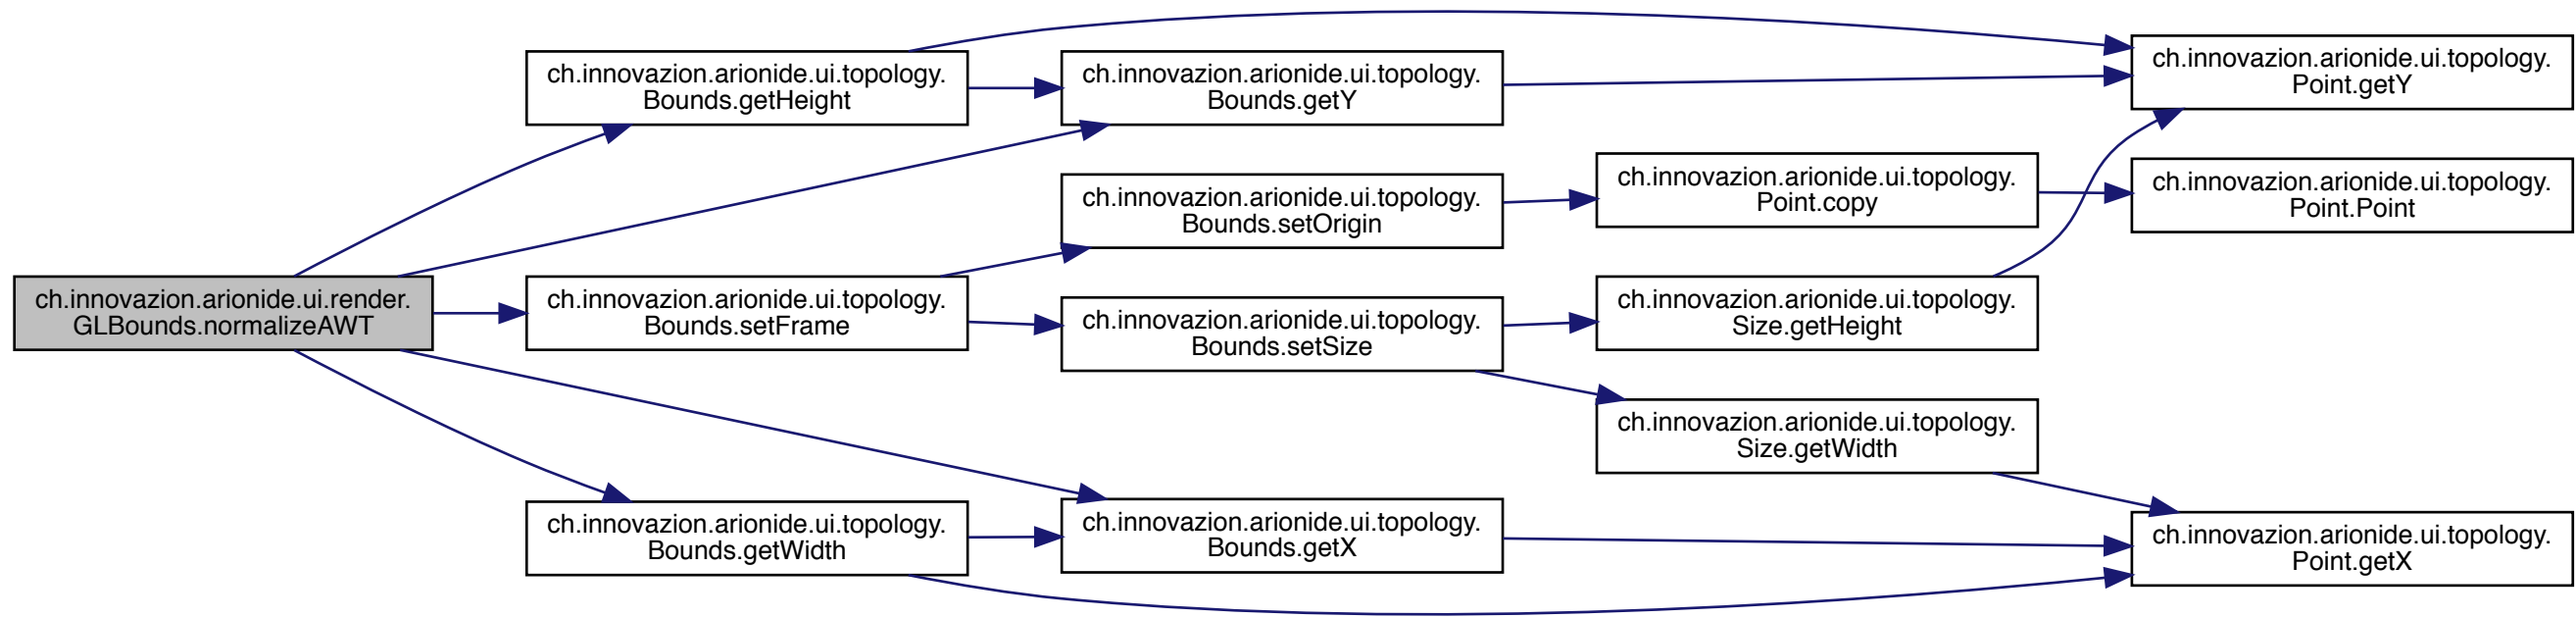 ch.innovazion.arionide.ui.render.
GLBounds.normalizeAWT
ch.innovazion.arionide.ui.topology.
Bounds.getHeight
ch.innovazion.arionide.ui.topology.
Bounds.getY
ch.innovazion.arionide.ui.topology.
Point.getY
ch.innovazion.arionide.ui.topology.
Bounds.setFrame
ch.innovazion.arionide.ui.topology.
Bounds.setOrigin
ch.innovazion.arionide.ui.topology.
Point.copy
ch.innovazion.arionide.ui.topology.
Point.Point
ch.innovazion.arionide.ui.topology.
Bounds.setSize
ch.innovazion.arionide.ui.topology.
Size.getHeight
ch.innovazion.arionide.ui.topology.
Size.getWidth
ch.innovazion.arionide.ui.topology.
Bounds.getWidth
ch.innovazion.arionide.ui.topology.
Bounds.getX
ch.innovazion.arionide.ui.topology.
Point.getX